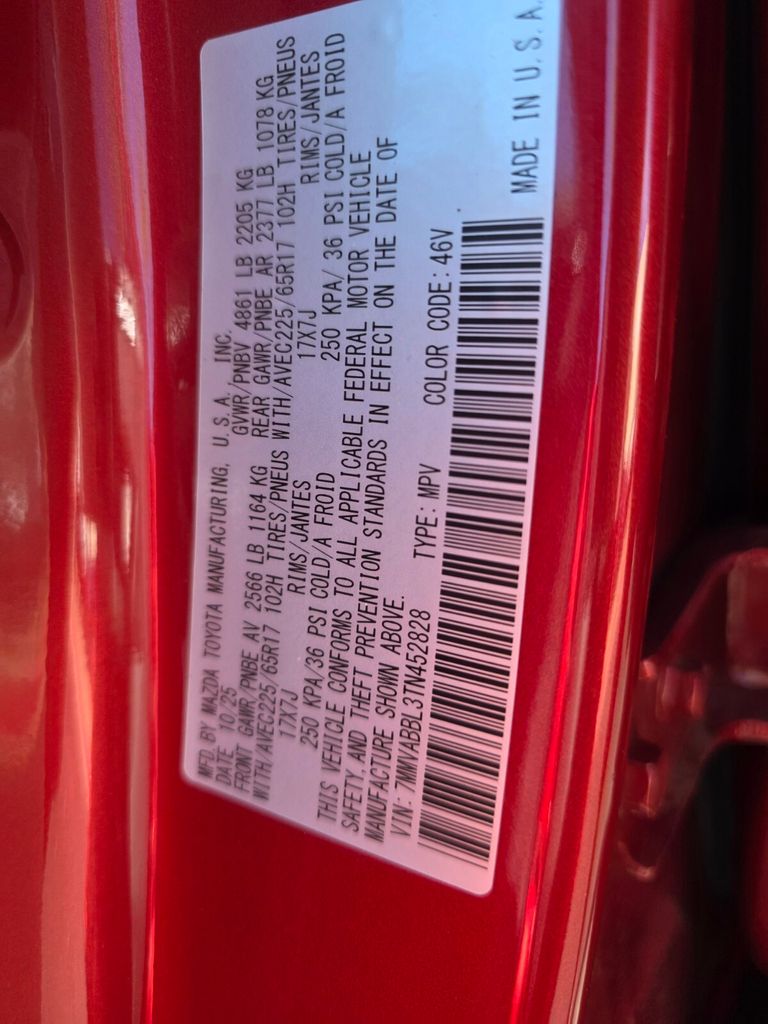 MFD. BY MAZDA TOYOTA MANUFACTURING, U.S.A., INC.
DATE 10/25 GVWR/PNBV 4861 LB 2205 KG
FRONT GAWR/PNBE AV 2566 LB 1164 KG REAR GAWR/PNBE AR 2377 LB 1078 KG
WITH/AVEC225/65R17 102H TIRES/PNEUS WITH/AVEC225/65R17 102H TIRES/PNEUS
17X7J RIMS/JANTES 17X7J RIMS/JANTES
250 KPA/36 PSI COLD/A FROID 250 KPA/ 36 PSI COLD/A FROID
THIS VEHICLE CONFORMS TO ALL APPLICABLE FEDERAL MOTOR VEHICLE
SAFETY, AND THEFT PREVENTION STANDARDS IN EFFECT ON THE DATE OF
MANUFACTURE SHOWN ABOVE.
VIN: 7MMVABBL3TN452828 TYPE: MPV COLOR CODE: 46V
MADE IN U.S.A.